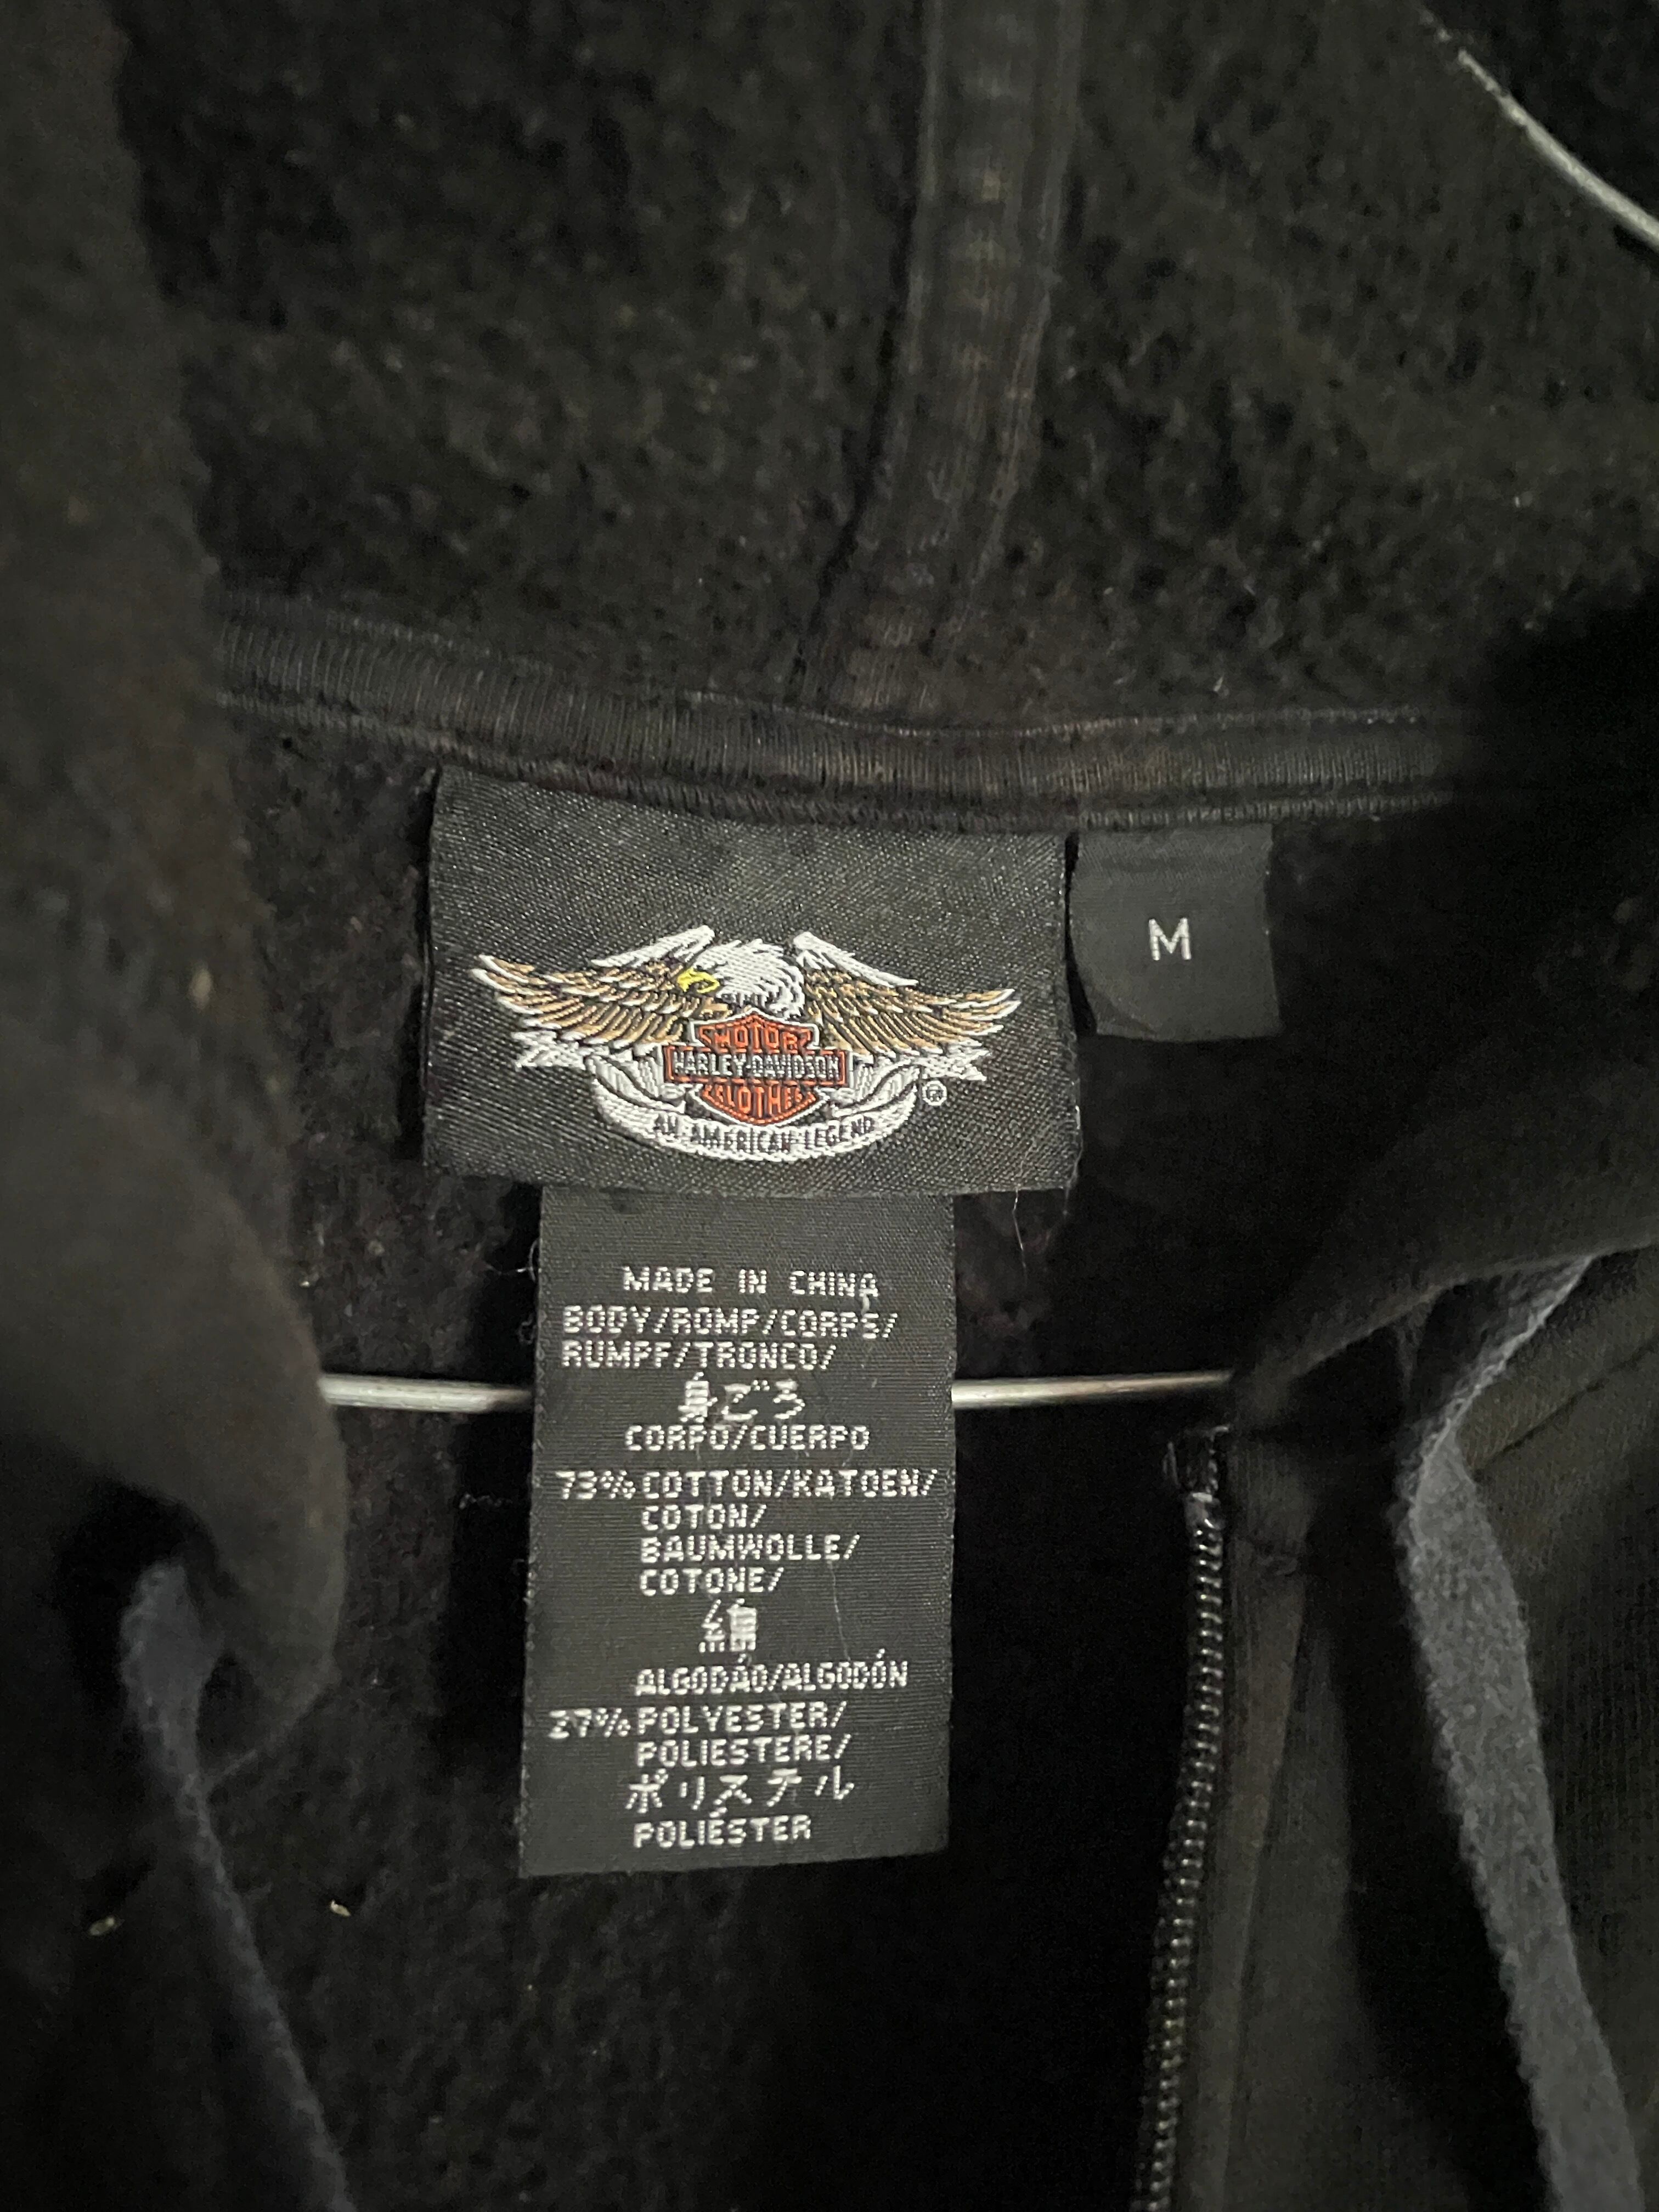 MOTOR
HARLEY-DAVIDSON
CLOTHES
®
AN AMERICAN LEGEND
M
MADE IN CHINA
BODY/ROMP/CORPS/
RUMPF/TRONCO/
身ごろ
CORPO/CUERPO
73% COTTON/KATOEN/
COTON/
BAUMWOLLE/
COTONE/
綿
ALGODÃO/ALGODÓN
27% POLYESTER/
POLIESTERE/
ポリステル
POLIÉSTER